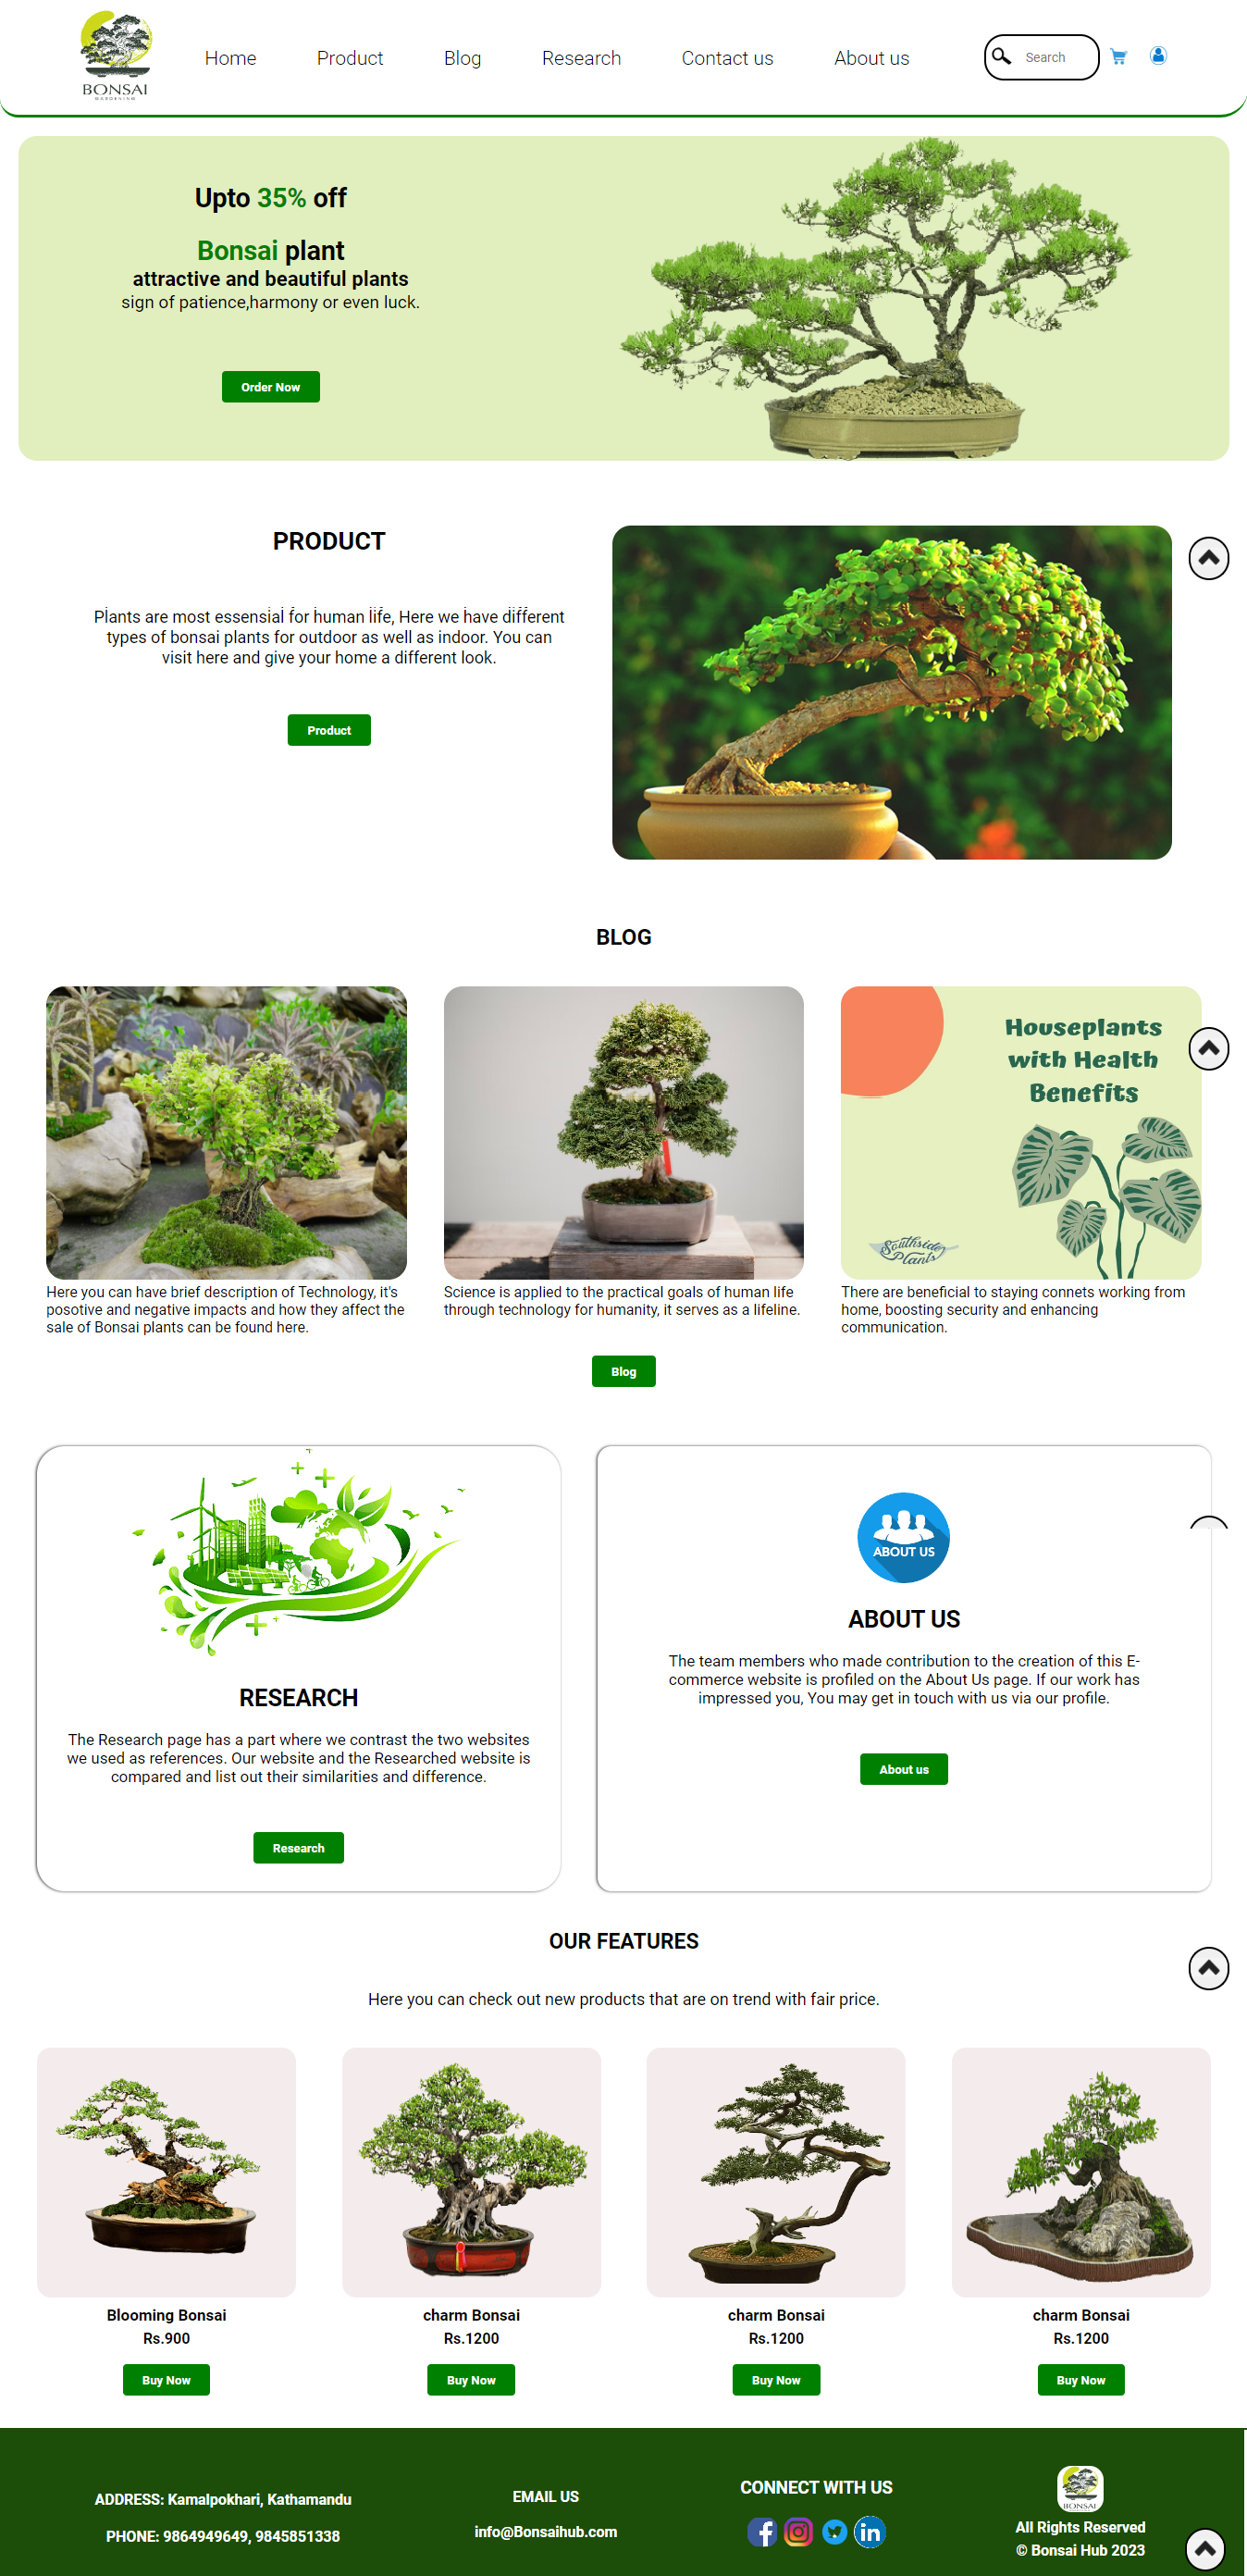 BONSAI
GARDENING
Home
Product
Blog
Research
Contact us
About us
Search
Upto 35% off
Bonsai plant
attractive and beautiful plants
sign of patience,harmony or even luck.
Order Now
PRODUCT
Plants are most essensial for human life, Here we have different
types of bonsai plants for outdoor as well as indoor. You can
visit here and give your home a different look.
Product
BLOG
Houseplants
with Health
Benefits
Southside
Plants
Here you can have brief description of Technology, it's
posotive and negative impacts and how they affect the
sale of Bonsai plants can be found here.
Science is applied to the practical goals of human life
through technology for humanity, it serves as a lifeline.
There are beneficial to staying connets working from
home, boosting security and enhancing
communication.
Blog
RESEARCH
The Research page has a part where we contrast the two websites
we used as references. Our website and the Researched website is
compared and list out their similarities and difference.
Research
ABOUT US
ABOUT US
The team members who made contribution to the creation of this E-
commerce website is profiled on the About Us page. If our work has
impressed you, You may get in touch with us via our profile.
About us
OUR FEATURES
Here you can check out new products that are on trend with fair price.
Blooming Bonsai
Rs.900
Buy Now
charm Bonsai
Rs.1200
Buy Now
charm Bonsai
Rs.1200
Buy Now
charm Bonsai
Rs.1200
Buy Now
ADDRESS: Kamalpokhari, Kathamandu
PHONE: 9864949649, 9845851338
EMAIL US
info@Bonsaihub.com
CONNECT WITH US
BONSAI
All Rights Reserved
© Bonsai Hub 2023